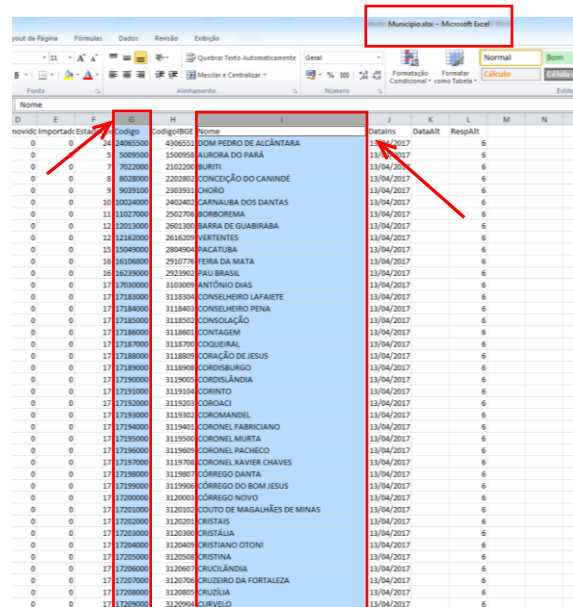 Municipio.xlsx - Microsoft Excel
yout da Página Fórmulas Dados Revisão Exibição
11 A A Quebrar Texto Automaticamente Geral Normal Bom
S A Mesclar e Centralizar % 000 Formatação Condicional Formatar como Tabela Cálculo Célula
Fonte Alinhamento Número Estilo
Nome
D E F G H I J K L M N
movido Importado Codigo CodigoIBGE Nome DataIns DataAlt RespAlt
0 0 24 24065500 4306551 DOM PEDRO DE ALCÂNTARA 13/04/2017 6
0 0 5 5009500 1500958 AURORA DO PARÁ 13/04/2017 6
0 0 7 7022000 2102200 BURITI 13/04/2017 6
0 0 8 8028000 2202802 CONCEIÇÃO DO CANINDÉ 13/04/2017 6
0 0 9 9039100 2303931 CHORO 13/04/2017 6
0 0 10 10024000 2402402 CARNAUBA DOS DANTAS 13/04/2017 6
0 0 11 11027000 2502706 BORBOREMA 13/04/2017 6
0 0 12 12013000 2601300 BARRA DE GUABIRABA 13/04/2017 6
0 0 12 12162000 2616209 VERTENTES 13/04/2017 6
0 0 15 15049000 2804904 PACATUBA 13/04/2017 6
0 0 16 16106800 2910776 FEIRA DA MATA 13/04/2017 6
0 0 16 16239000 2923902 PAU BRASIL 13/04/2017 6
0 0 17 17030000 3103009 ANTÔNIO DIAS 13/04/2017 6
0 0 17 17183000 3118304 CONSELHEIRO LAFAIETE 13/04/2017 6
0 0 17 17184000 3118403 CONSELHEIRO PENA 13/04/2017 6
0 0 17 17185000 3118502 CONSOLAÇÃO 13/04/2017 6
0 0 17 17186000 3118601 CONTAGEM 13/04/2017 6
0 0 17 17187000 3118700 COQUEIRAL 13/04/2017 6
0 0 17 17188000 3118809 CORAÇÃO DE JESUS 13/04/2017 6
0 0 17 17189000 3118908 CORDISBURGO 13/04/2017 6
0 0 17 17190000 3119005 CORDISLÂNDIA 13/04/2017 6
0 0 17 17191000 3119104 CORINTO 13/04/2017 6
0 0 17 17192000 3119203 COROACI 13/04/2017 6
0 0 17 17193000 3119302 COROMANDEL 13/04/2017 6
0 0 17 17194000 3119401 CORONEL FABRICIANO 13/04/2017 6
0 0 17 17195000 3119500 CORONEL MURTA 13/04/2017 6
0 0 17 17196000 3119609 CORONEL PACHECO 13/04/2017 6
0 0 17 17197000 3119708 CORONEL XAVIER CHAVES 13/04/2017 6
0 0 17 17198000 3119807 CÓRREGO DANTA 13/04/2017 6
0 0 17 17199000 3119906 CÓRREGO DO BOM JESUS 13/04/2017 6
0 0 17 17200000 3120003 CÓRREGO NOVO 13/04/2017 6
0 0 17 17201000 3120102 COUTO DE MAGALHÃES DE MINAS 13/04/2017 6
0 0 17 17202000 3120201 CRISTAIS 13/04/2017 6
0 0 17 17203000 3120300 CRISTÁLIA 13/04/2017 6
0 0 17 17204000 3120409 CRISTIANO OTONI 13/04/2017 6
0 0 17 17205000 3120508 CRISTINA 13/04/2017 6
0 0 17 17206000 3120607 CRUCILÂNDIA 13/04/2017 6
0 0 17 17207000 3120706 CRUZEIRO DA FORTALEZA 13/04/2017 6
0 0 17 17208000 3120805 CRUZÍLIA 13/04/2017 6
0 0 17 17209000 3120904 CURVELO 13/04/2017 6